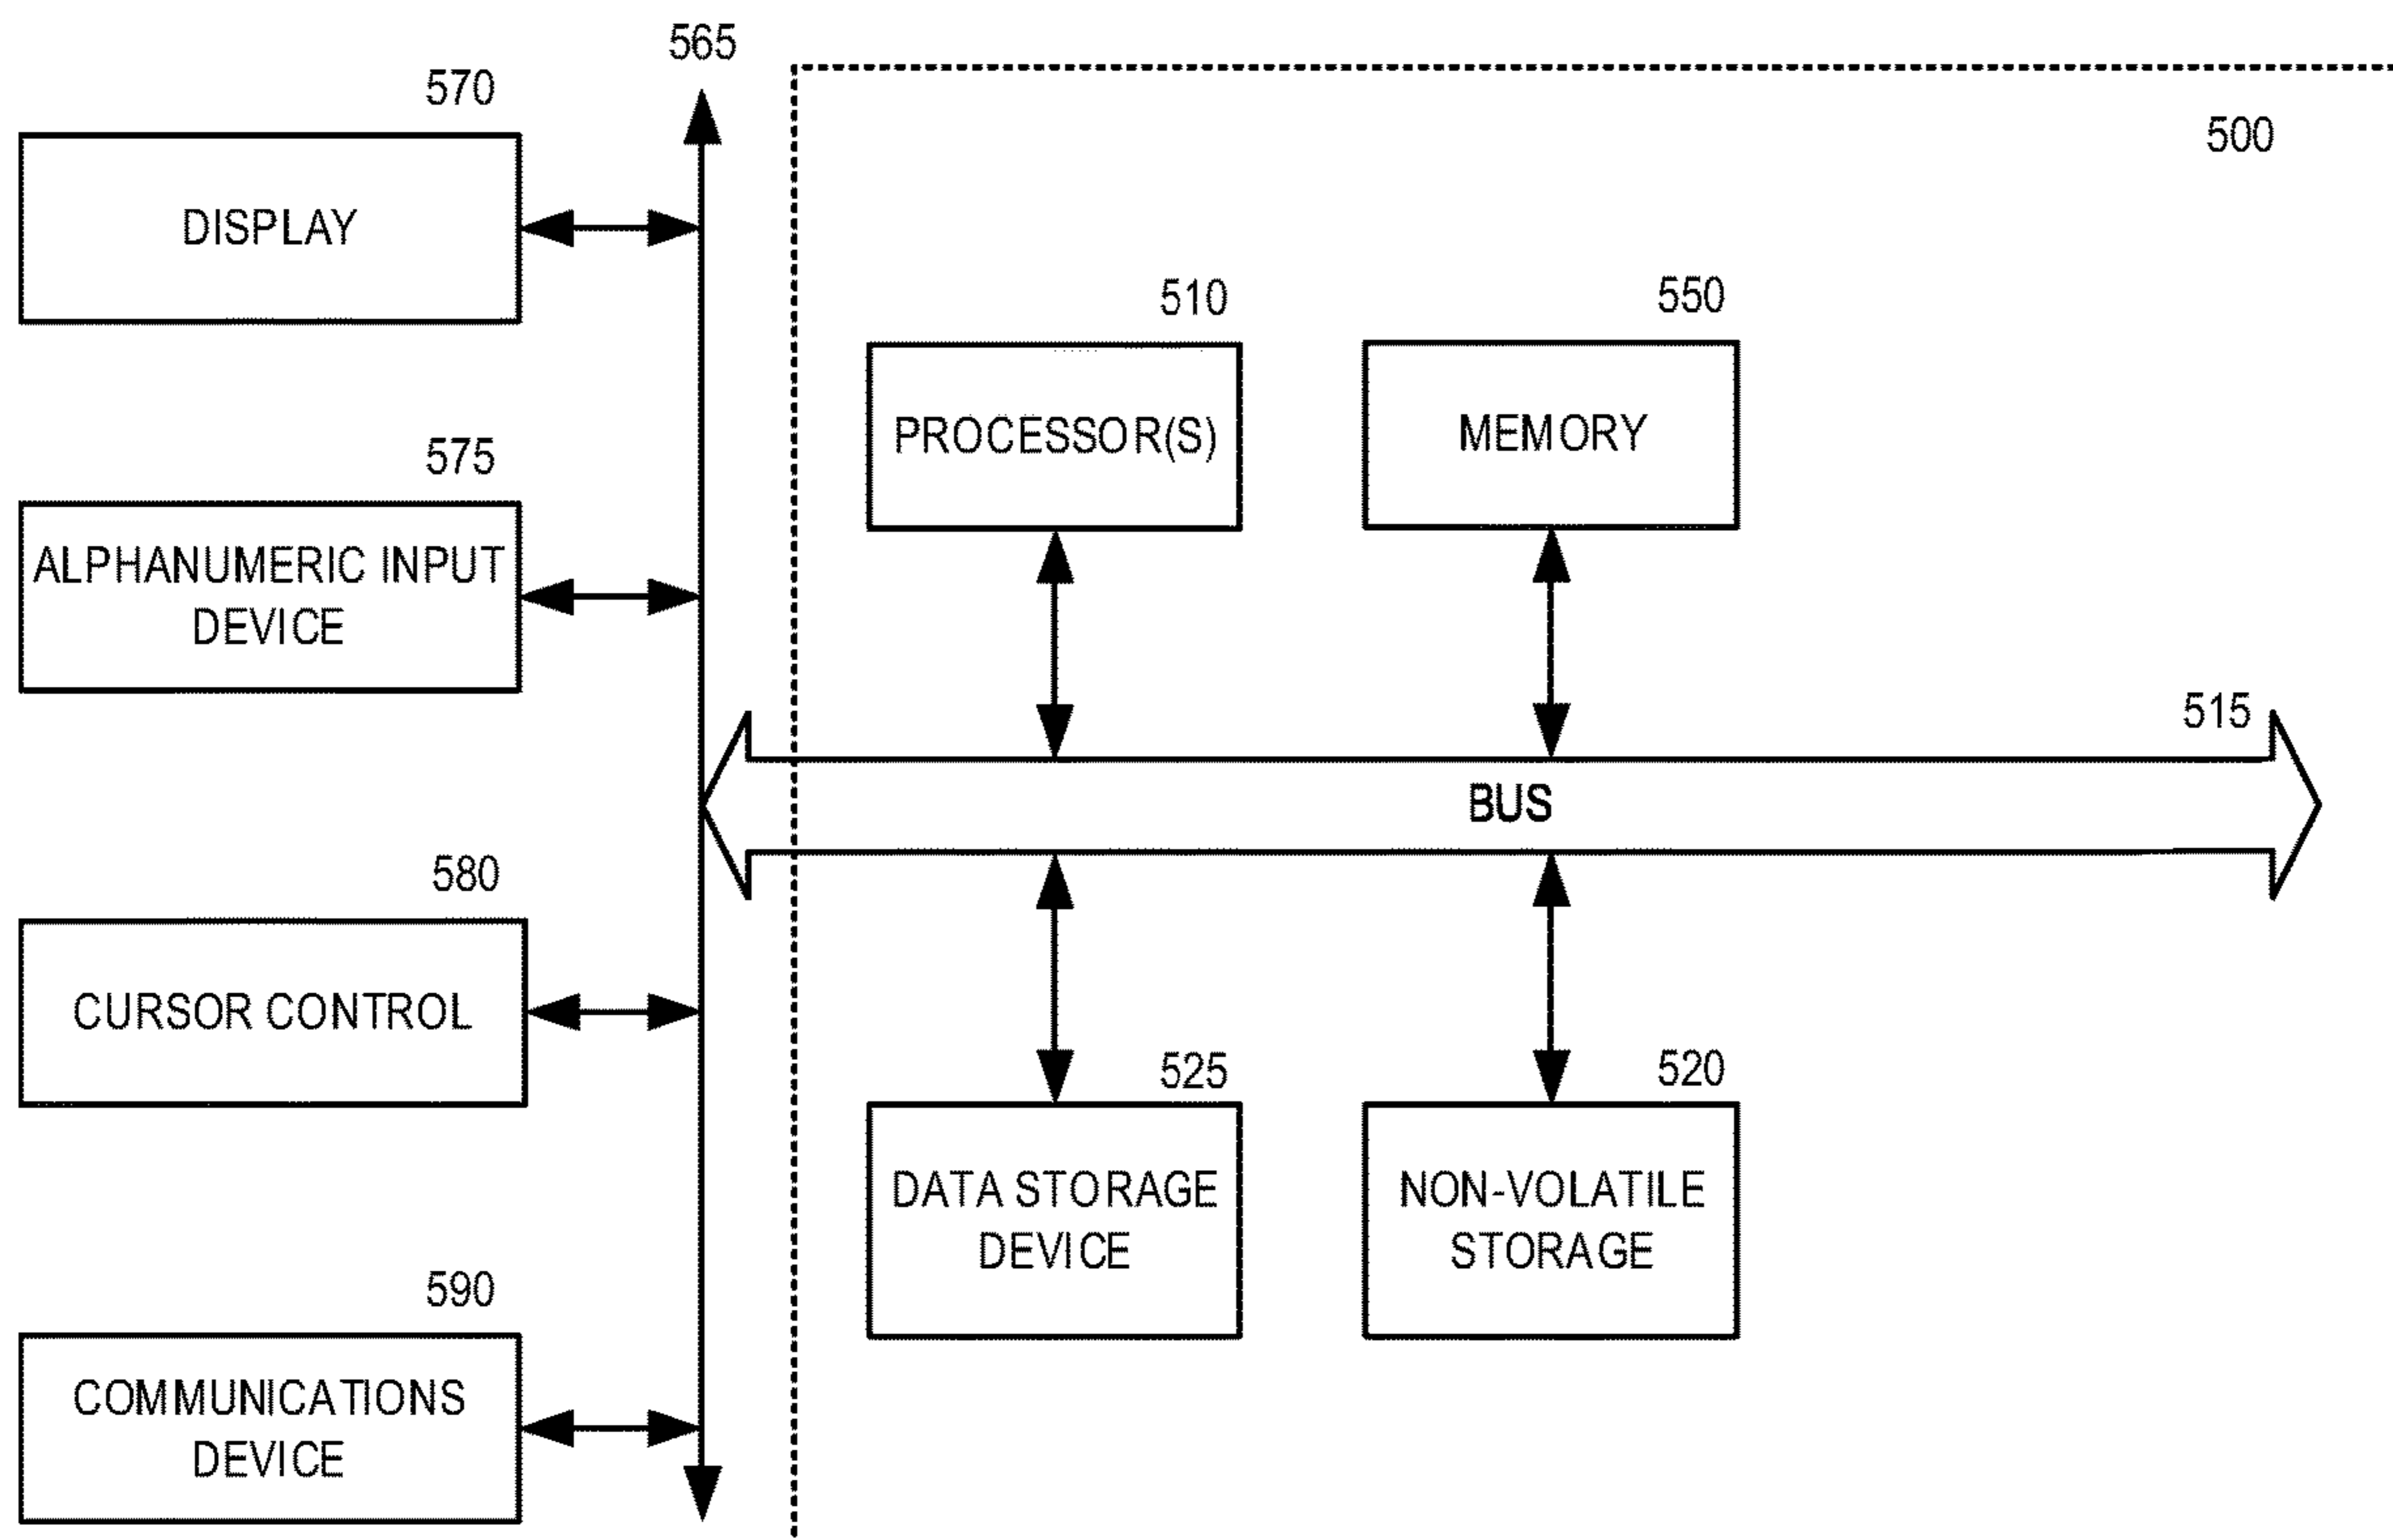 565
570
500
DISPLAY
510
550
PROCESSOR(S)
MEMORY
575
ALPHANUMERIC INPUT
DEVICE
515
BUS
580
CURSOR CONTROL
525
520
DATA STORAGE
DEVICE
NON-VOLATILE
STORAGE
590
COMMUNICATIONS
DEVICE